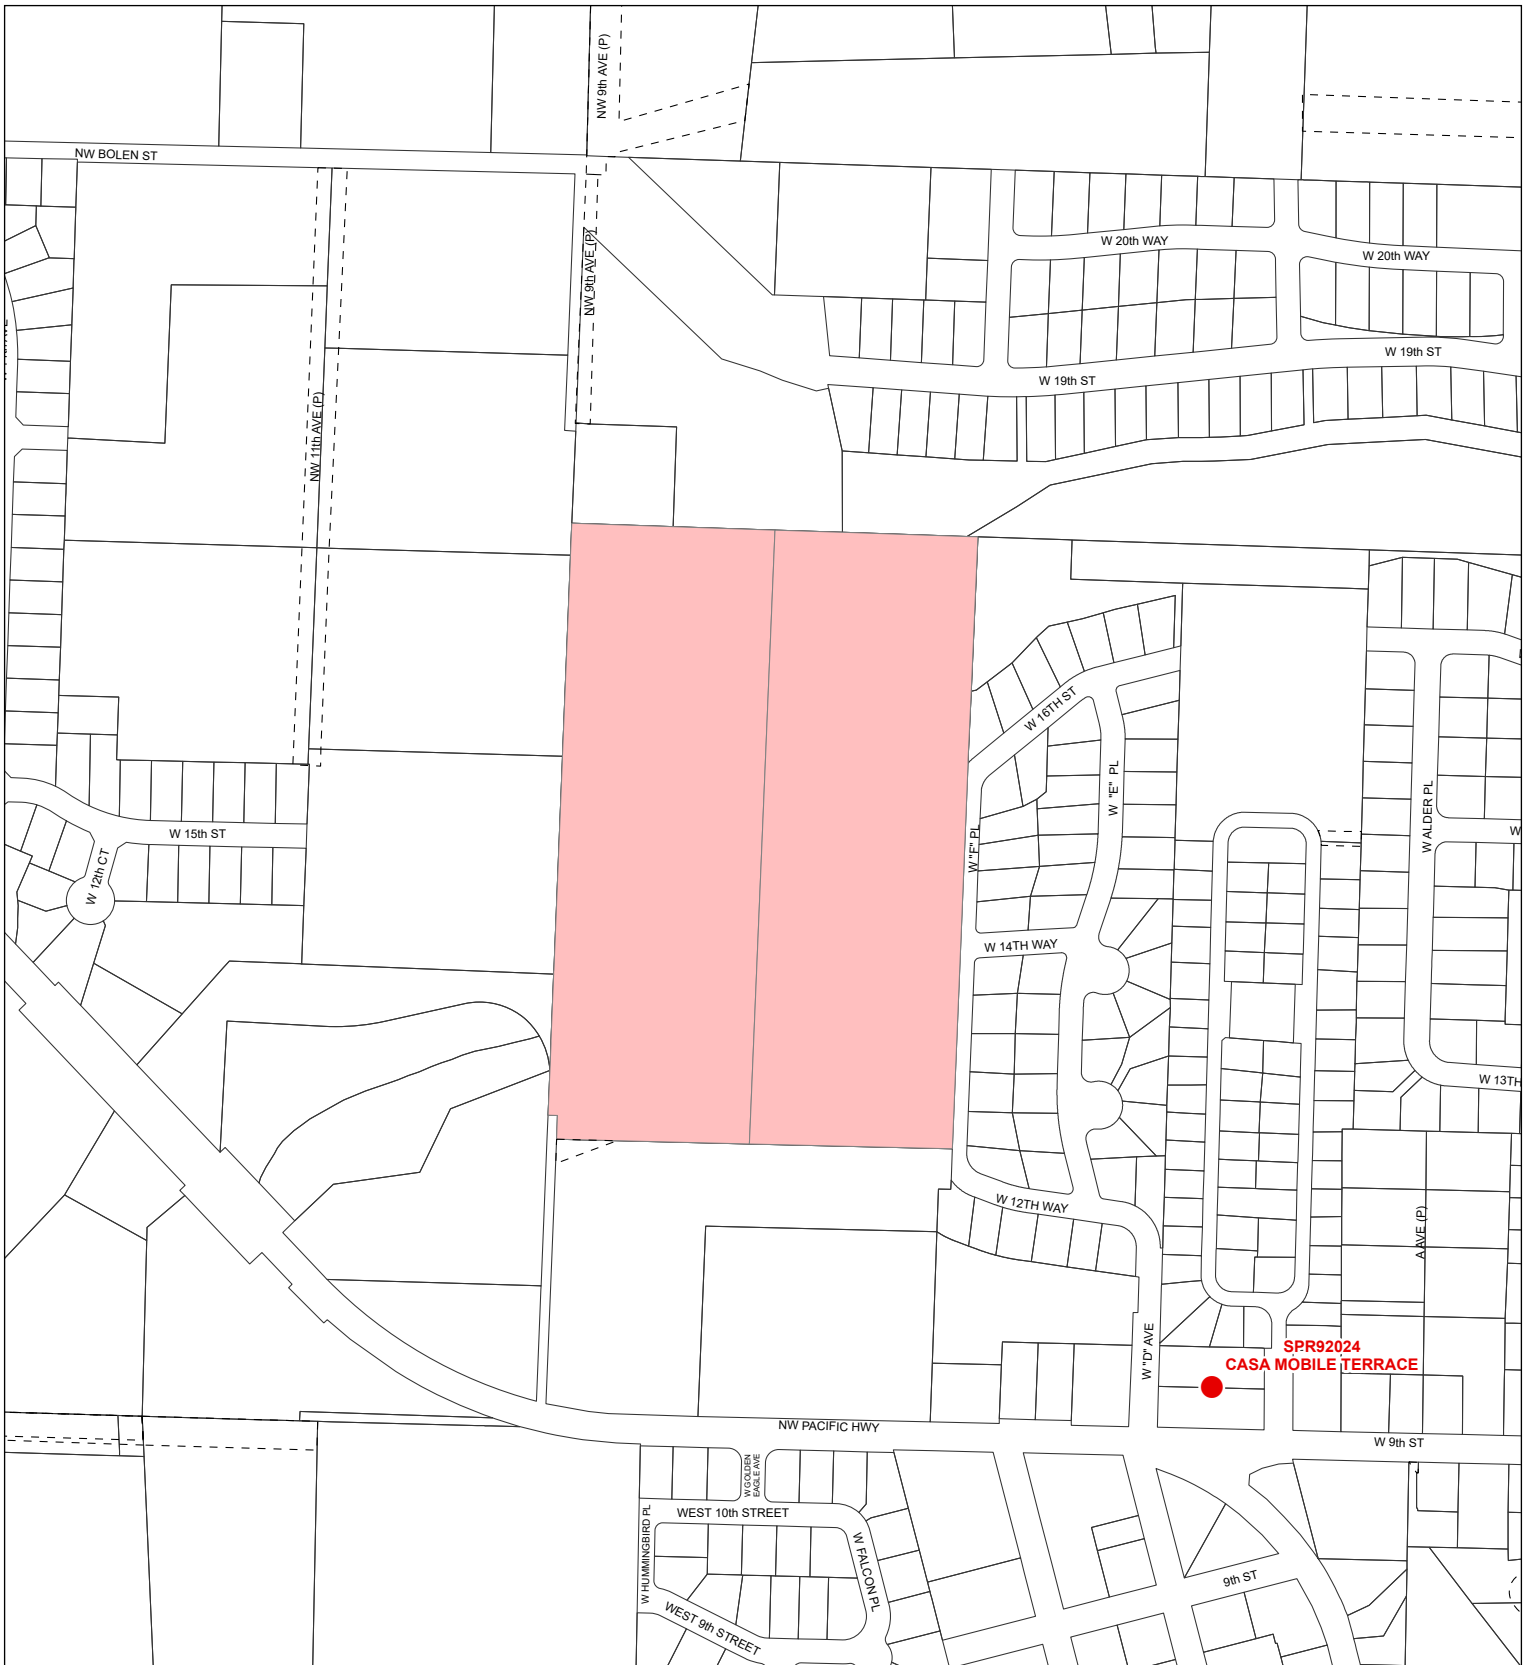 NW 9th AVE (P)
NW BOLEN ST
W 20th WAY
W 20th WAY
NW 9th AVE (P)
W 19th ST
W 19th ST
NW 11th AVE (P)
W 16TH ST
W "E" PL
W ALDER PL
W 15th ST
W "F" PL
W
W 12th CT
W 14TH WAY
W 13TH
W 12TH WAY
A AVE (P)
W "D" AVE
SPR92024
CASA MOBILE TERRACE
NW PACIFIC HWY
W 9th ST
W GOLDEN
EAGLE AVE
WEST 10th STREET
W HUMMINGBIRD PL
W FALCON PL
9th ST
WEST 9th STREET